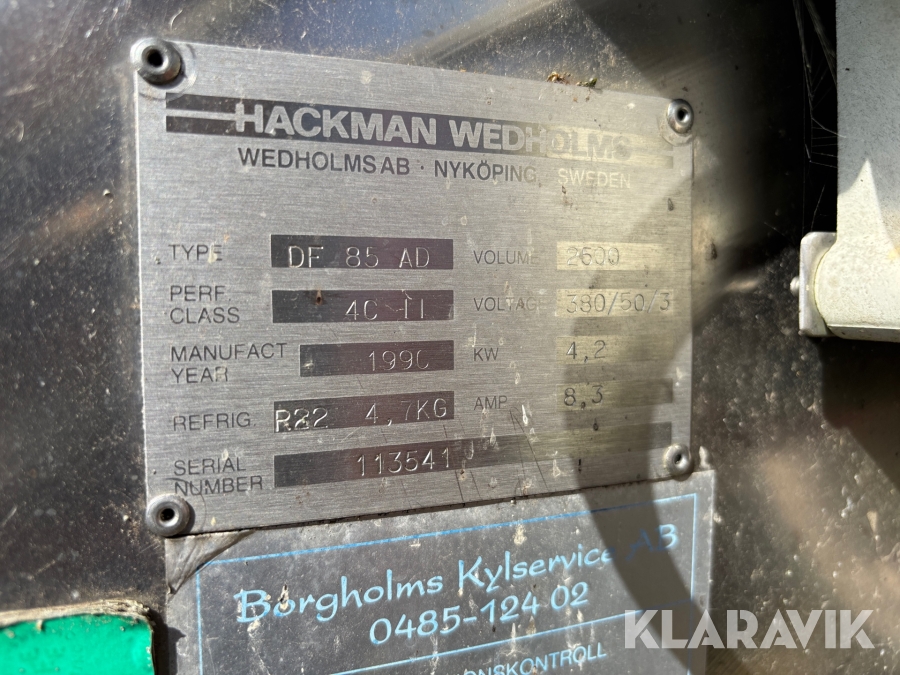 HACKMAN WEDHOLMS
WEDHOLMS AB · NYKÖPING, SWEDEN
TYPE DF 85 AD VOLUME 2600
PERF. CLASS 4C II VOLTAGE 380/50/3
MANUFACT YEAR 1990 KW 4,2
REFRIG R22 4,7KG AMP 8,3
SERIAL NUMBER 113541
Borgholms Kylservice AB
0485-124 02
KLARAVIK